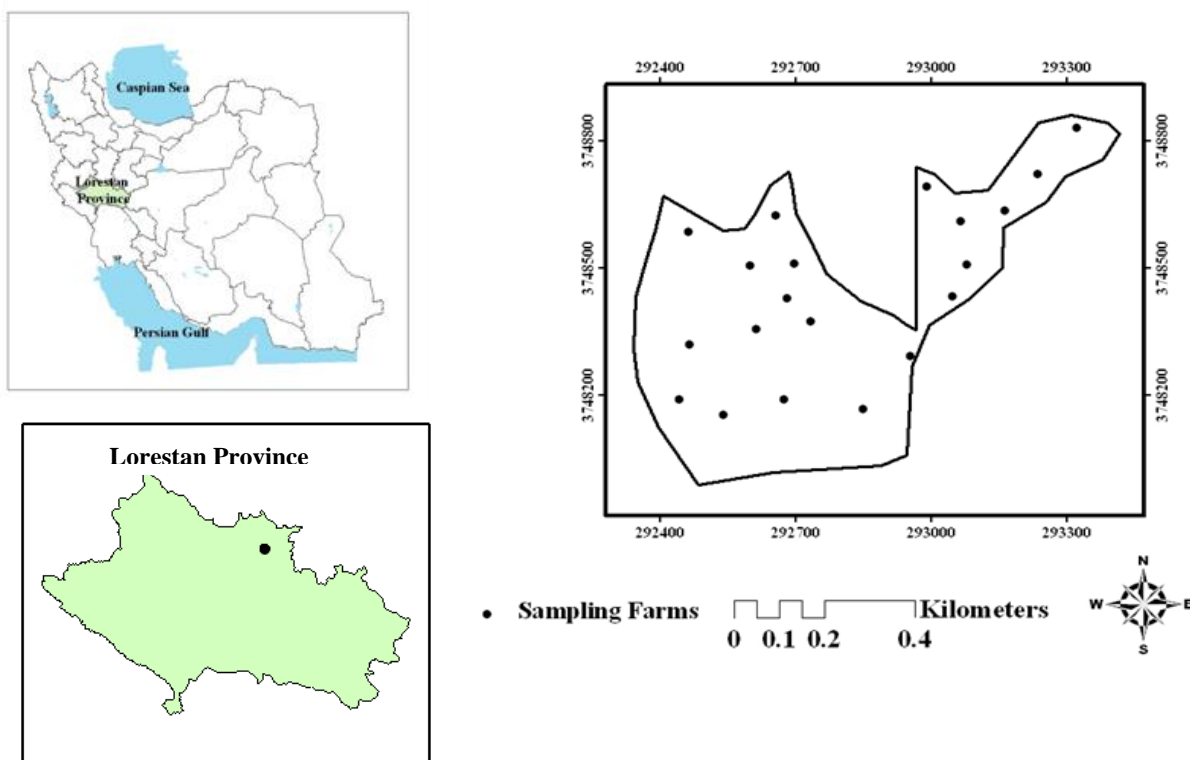 Caspian Sea
Lorestan
Province
Persian Gulf
Lorestan Province
292400 292700 293000 293300
3748800
3748500
3748200
3748800
3748500
3748200
292400 292700 293000 293300
Sampling Farms
Kilometers
0 0.1 0.2 0.4
N
W E
S